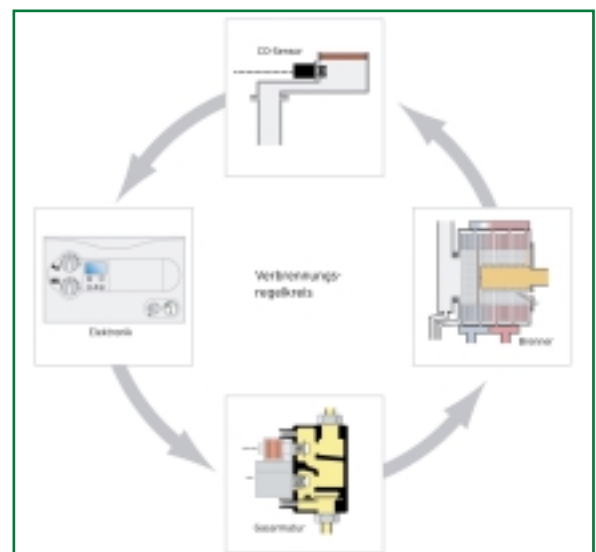 CO-Sensor
Elektronik
Verbrennungs-
regelkreis
Brenner
Gasarmatur